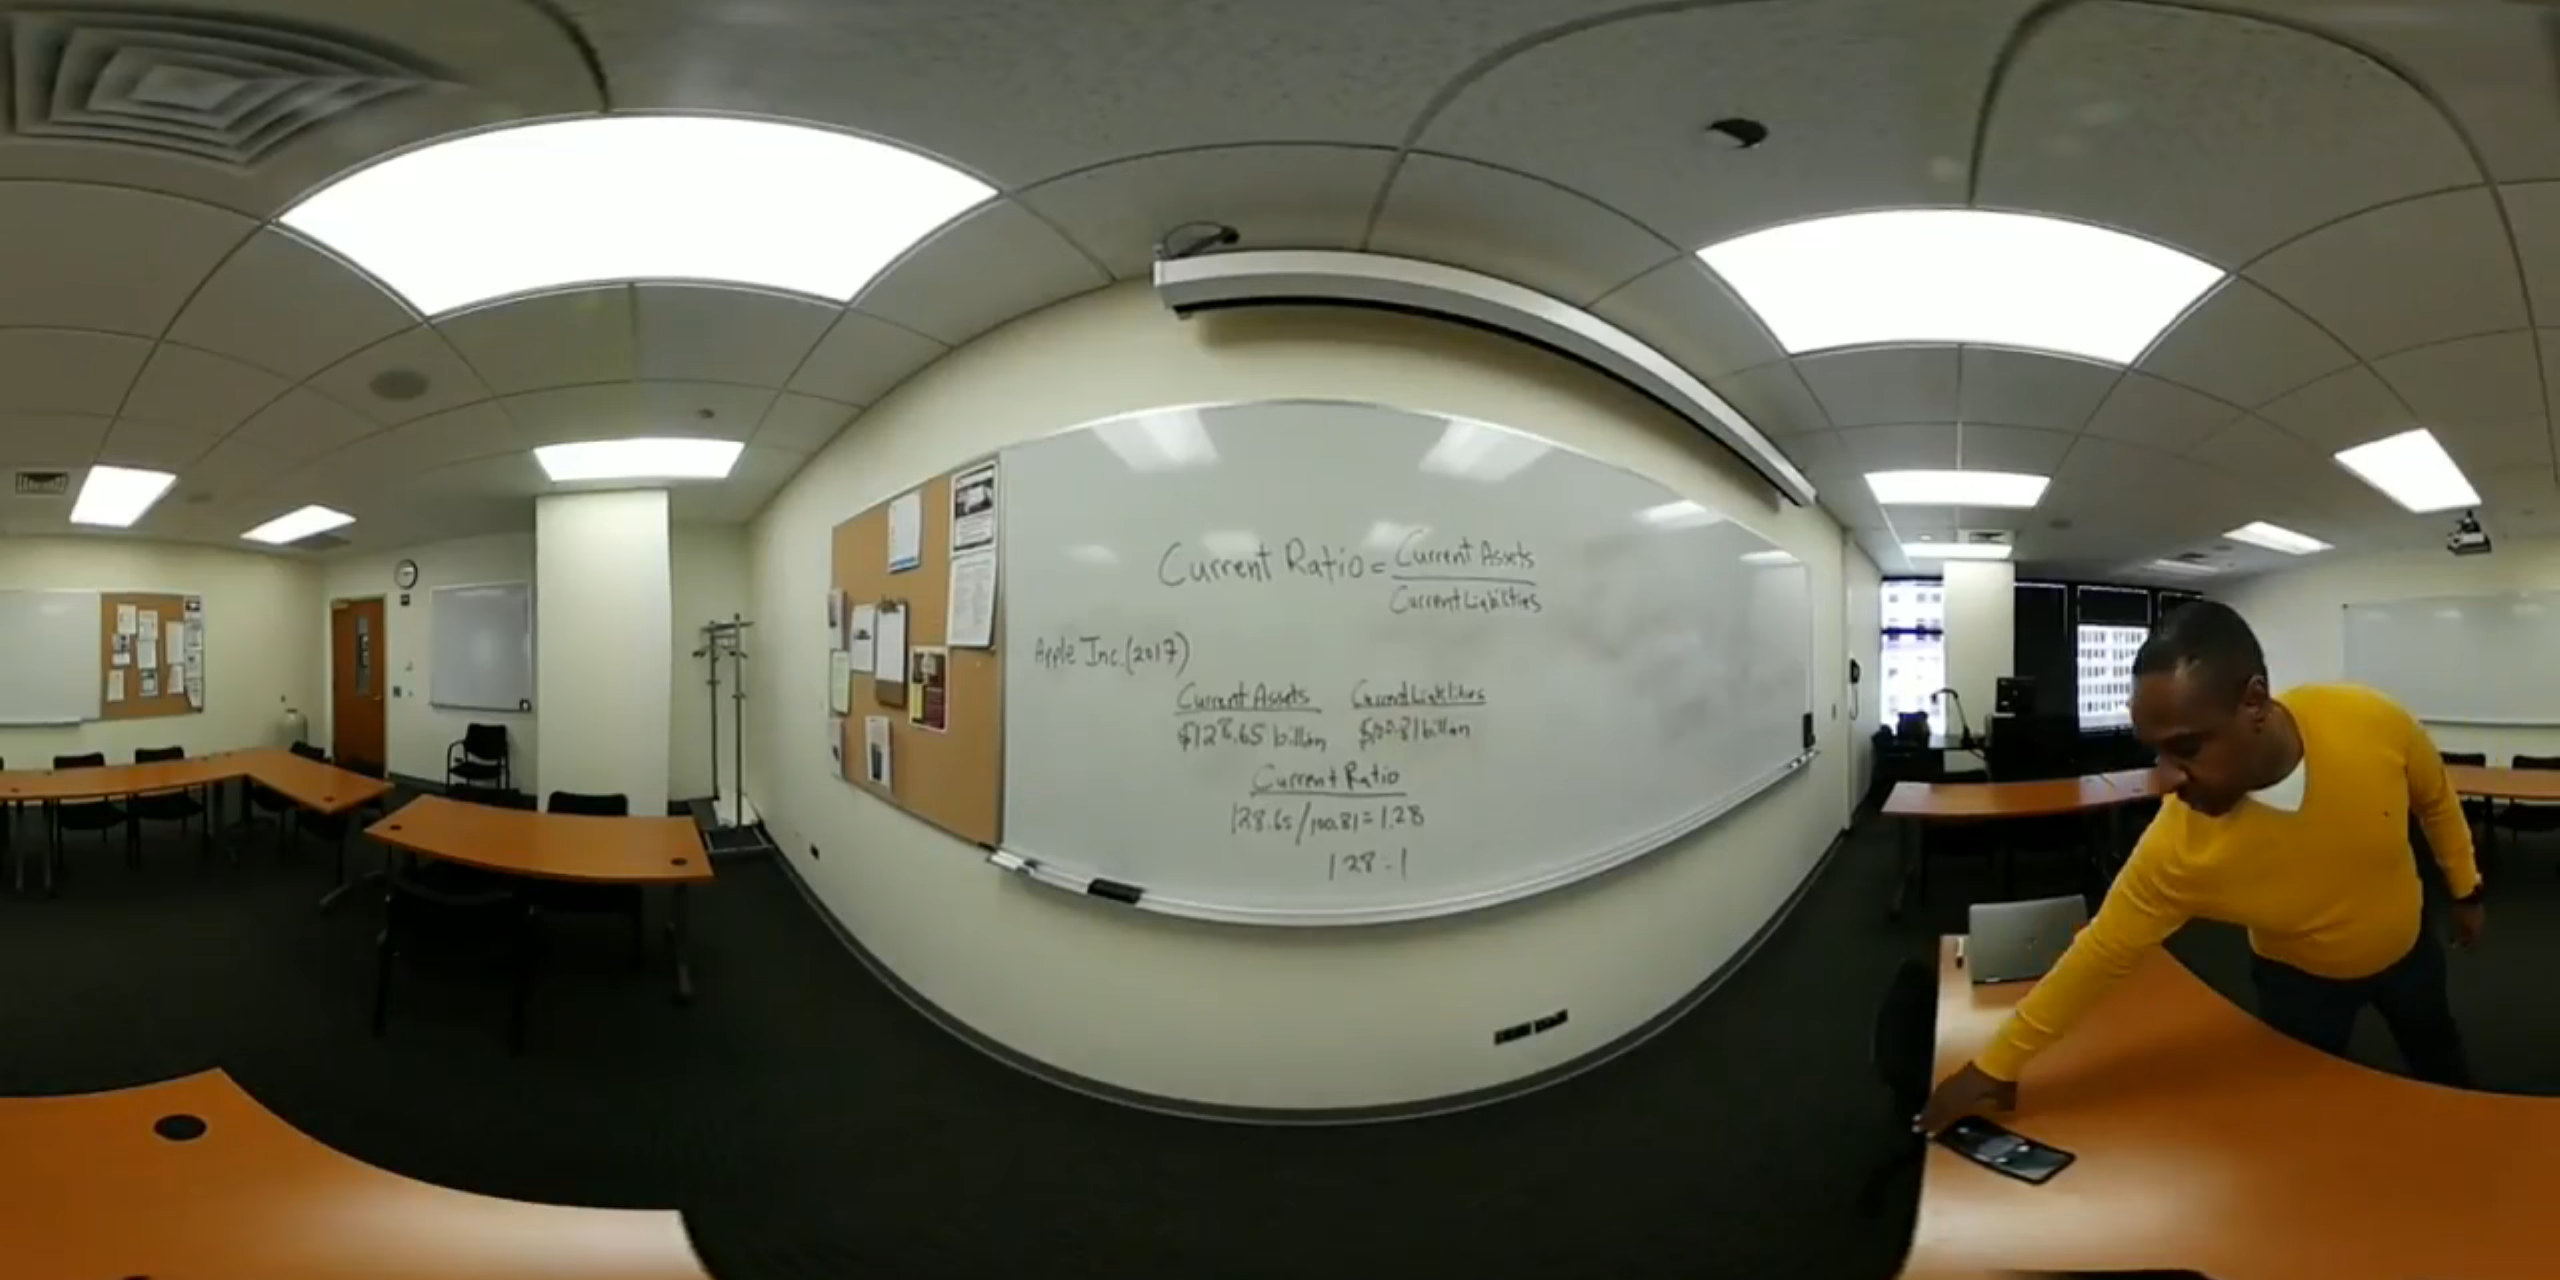 Current Ratio = Current Assets
Current Liabilities
Apple Inc. (2017)
Current Assets Current Liabilities
$128.65 billion $100.81 billion
Current Ratio
128.65/100.81 = 1.28
1.28 : 1